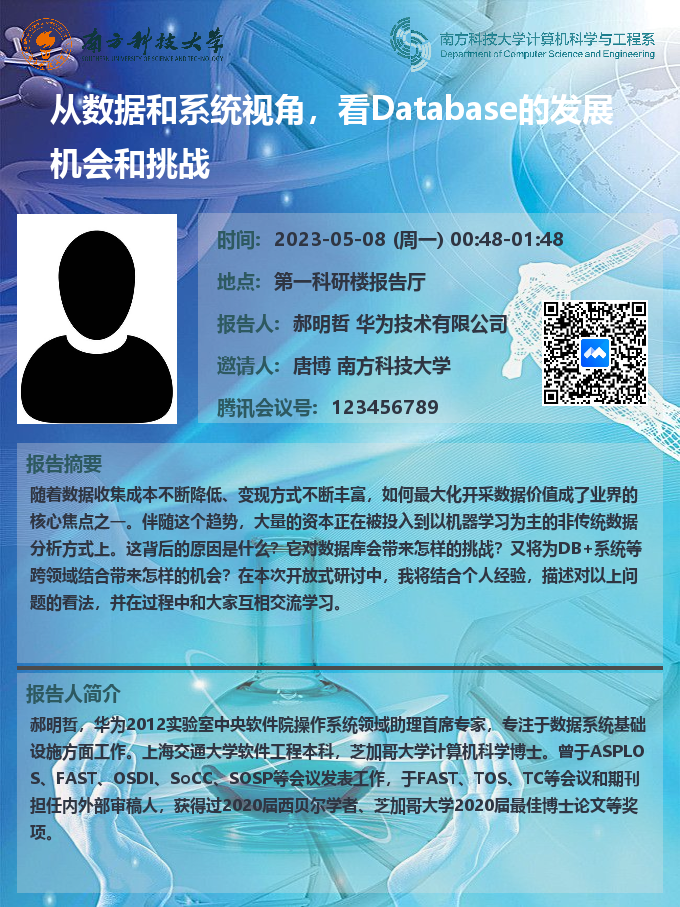 南方科技大学
SOUTHERN UNIVERSITY OF SCIENCE AND TECHNOLOGY
南方科技大学计算机科学与工程系
Department of Computer Science and Engineering
从数据和系统视角，看Database的发展
机会和挑战
时间: 2023-05-08 (周一) 00:48-01:48
地点: 第一科研楼报告厅
报告人: 郝明哲 华为技术有限公司
邀请人: 唐博 南方科技大学
腾讯会议号: 123456789
报告摘要
随着数据收集成本不断降低、变现方式不断丰富，如何最大化开采数据价值成了业界的
核心焦点之一。伴随这个趋势，大量的资本正在被投入到以机器学习为主的非传统数据
分析方式上。这背后的原因是什么？它对数据库会带来怎样的挑战？又将为DB+系统等
跨领域结合带来怎样的机会？在本次开放式研讨中，我将结合个人经验，描述对以上问
题的看法，并在过程中和大家互相交流学习。
报告人简介
郝明哲，华为2012实验室中央软件院操作系统领域助理首席专家，专注于数据系统基础
设施方面工作。上海交通大学软件工程本科，芝加哥大学计算机科学博士。曾于ASPLO
S、FAST、OSDI、SoCC、SOSP等会议发表工作，于FAST、TOS、TC等会议和期刊
担任内外部审稿人，获得过2020届西贝尔学者、芝加哥大学2020届最佳博士论文等奖
项。